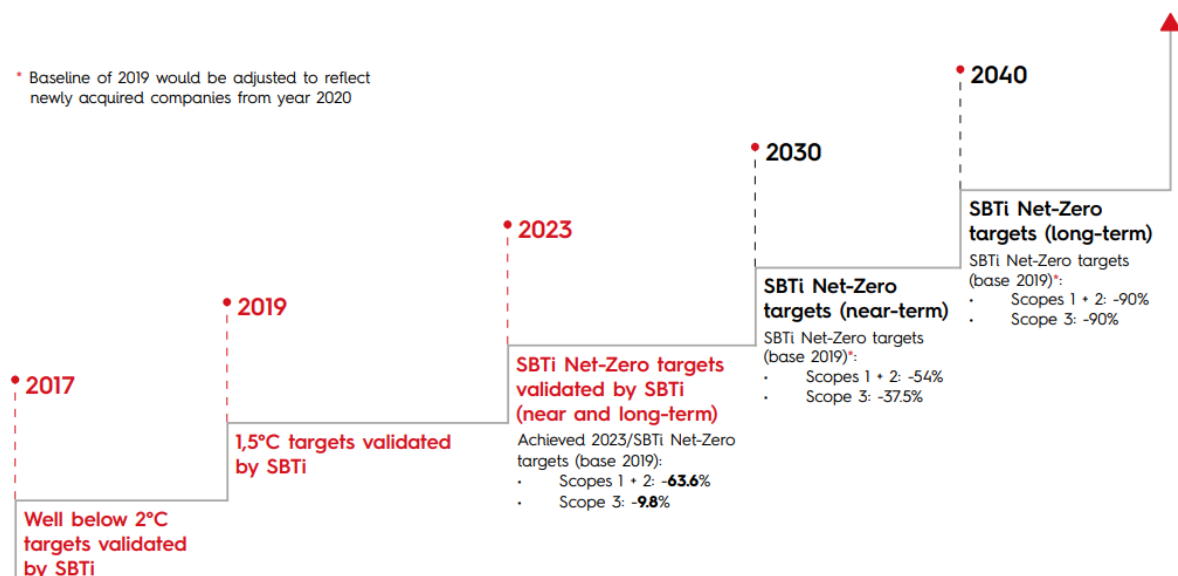 * Baseline of 2019 would be adjusted to reflect
newly acquired companies from year 2020
2017
Well below 2°C
targets validated
by SBTi
2019
1,5°C targets validated
by SBTi
2023
SBTi Net-Zero targets
validated by SBTi
(near and long-term)
Achieved 2023/SBTi Net-Zero
targets (base 2019):
• Scopes 1 + 2: -63.6%
• Scope 3: -9.8%
2030
SBTi Net-Zero
targets (near-term)
SBTi Net-Zero targets
(base 2019)*:
• Scopes 1 + 2: -54%
• Scope 3: -37.5%
2040
SBTi Net-Zero
targets (long-term)
SBTi Net-Zero targets
(base 2019)*:
• Scopes 1 + 2: -90%
• Scope 3: -90%